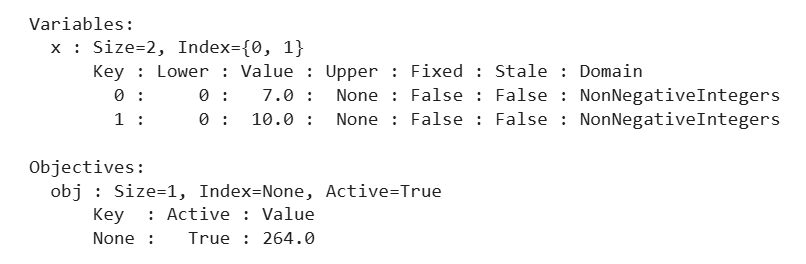 Variables:
x : Size=2, Index={0, 1}
Key : Lower : Value : Upper : Fixed : Stale : Domain
0 : 0 : 7.0 : None : False : False : NonNegativeIntegers
1 : 0 : 10.0 : None : False : False : NonNegativeIntegers
Objectives:
obj : Size=1, Index=None, Active=True
Key : Active : Value
None : True : 264.0